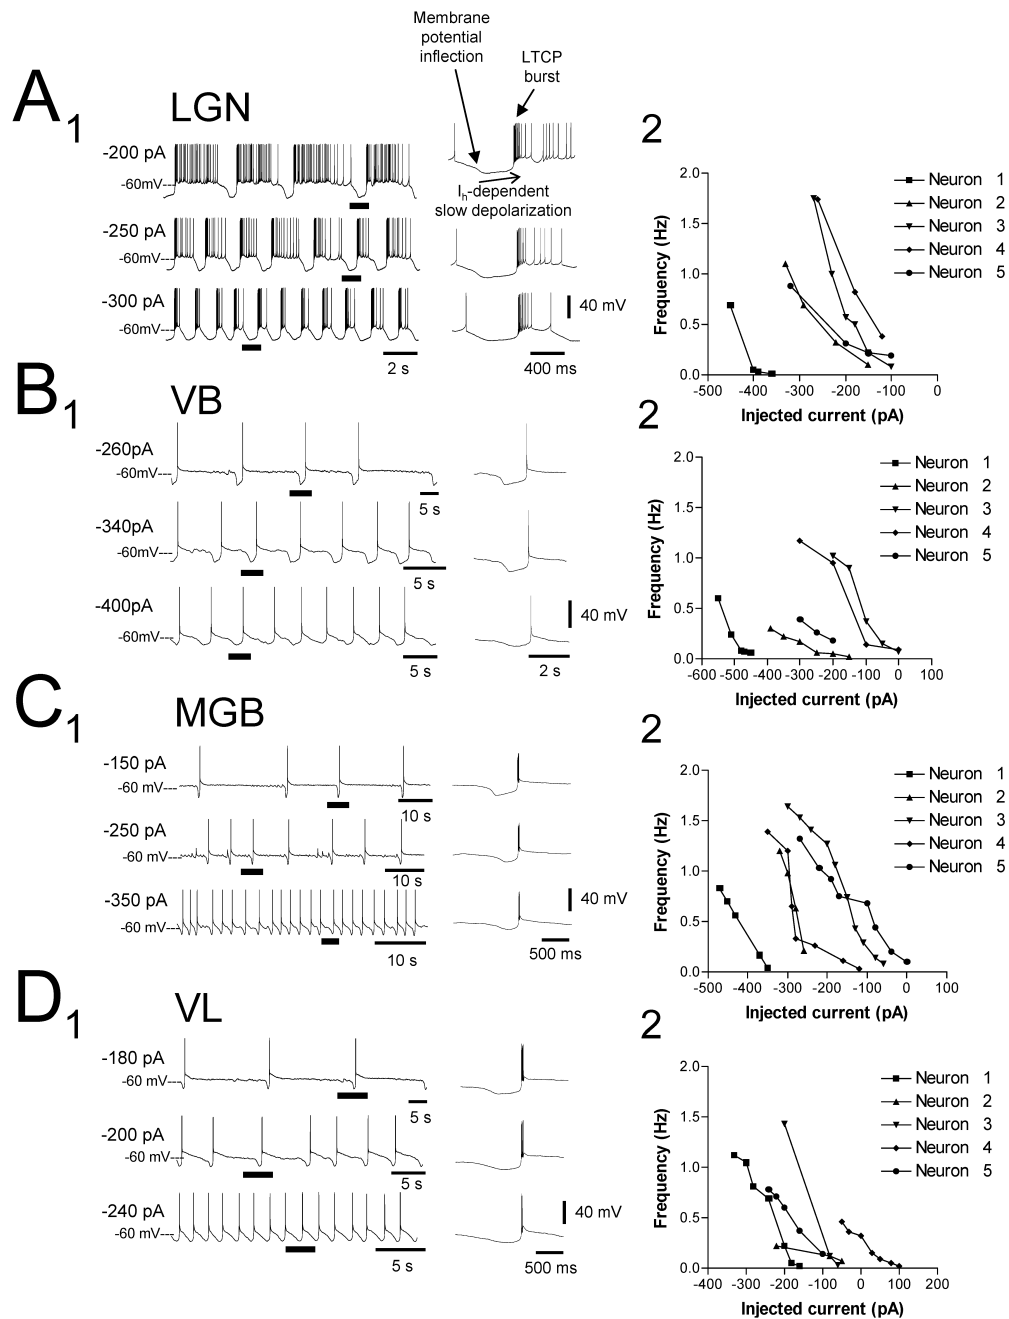 Membrane
potential
inflection
LTCP
burst
A1
LGN
-200 pA
-60mV
Ih-dependent
slow depolarization
-250 pA
-60mV
-300 pA
-60mV
40 mV
2 s
400 ms
2
2.0
1.5
1.0
0.5
0.0
-500 -400 -300 -200 -100 0
Frequency (Hz)
Injected current (pA)
Neuron 1
Neuron 2
Neuron 3
Neuron 4
Neuron 5
B1
VB
-260pA
-60mV
5 s
-340pA
-60mV
5 s
-400pA
-60mV
40 mV
5 s
2 s
2
2.0
1.5
1.0
0.5
0.0
-600 -500 -400 -300 -200 -100 0 100
Frequency (Hz)
Injected current (pA)
Neuron 1
Neuron 2
Neuron 3
Neuron 4
Neuron 5
C1
MGB
-150 pA
-60 mV
10 s
-250 pA
-60 mV
10 s
-350 pA
-60 mV
40 mV
10 s
500 ms
2
2.0
1.5
1.0
0.5
0.0
-500 -400 -300 -200 -100 0 100
Frequency (Hz)
Injected current (pA)
Neuron 1
Neuron 2
Neuron 3
Neuron 4
Neuron 5
D1
VL
-180 pA
-60 mV
5 s
-200 pA
-60 mV
5 s
-240 pA
-60 mV
40 mV
5 s
500 ms
2
2.0
1.5
1.0
0.5
0.0
-400 -300 -200 -100 0 100 200
Frequency (Hz)
Injected current (pA)
Neuron 1
Neuron 2
Neuron 3
Neuron 4
Neuron 5